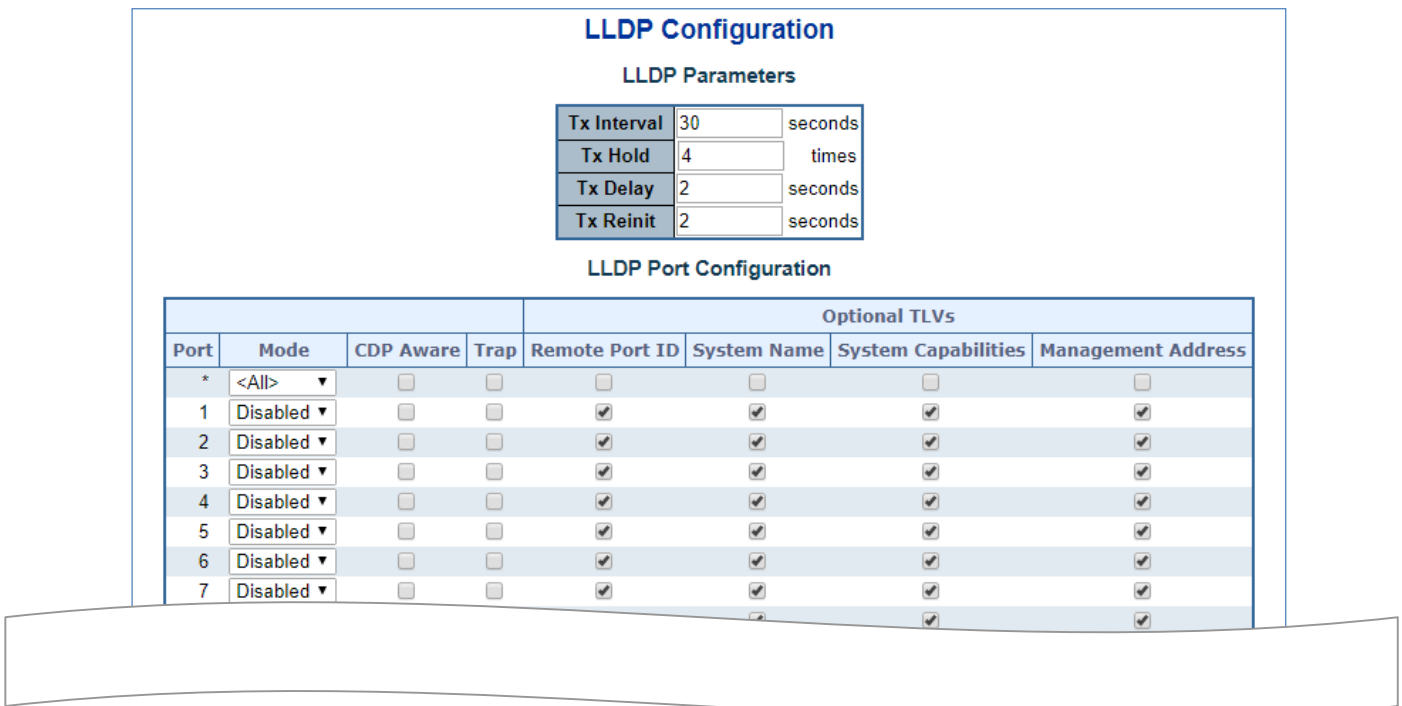 LLDP Configuration
LLDP Parameters
Tx Interval 30 seconds
Tx Hold 4 times
Tx Delay 2 seconds
Tx Reinit 2 seconds
LLDP Port Configuration
Optional TLVs
Port Mode CDP Aware Trap Remote Port ID System Name System Capabilities Management Address
* <All>
1 Disabled
2 Disabled
3 Disabled
4 Disabled
5 Disabled
6 Disabled
7 Disabled